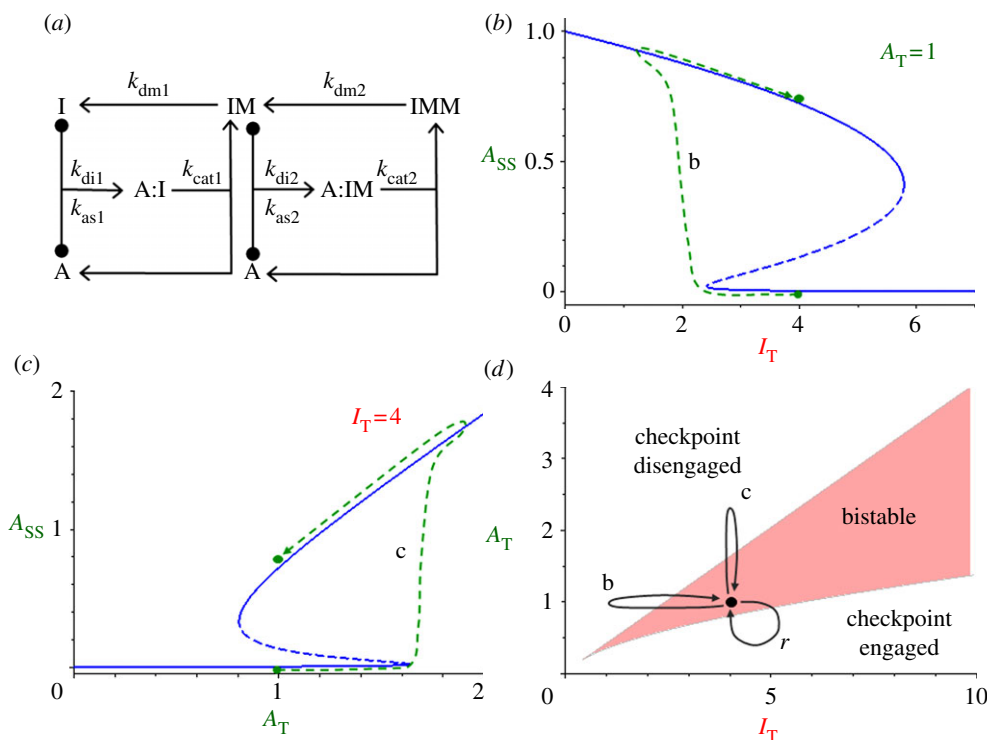 (a)
k_dm1 k_dm2
I IM IMM
k_di1 k_cat1 k_di2 k_cat2
A:I A:IM
k_as1 k_as2
A A
(b)
1.0
A_T=1
A_SS 0.5
b
0
0 2 4 6
I_T
(c)
2
I_T=4
A_SS 1
c
0 1 2
A_T
(d)
4
checkpoint
disengaged
3
c
A_T 2
bistable
b
1
checkpoint
engaged
r
0
0 5 10
I_T